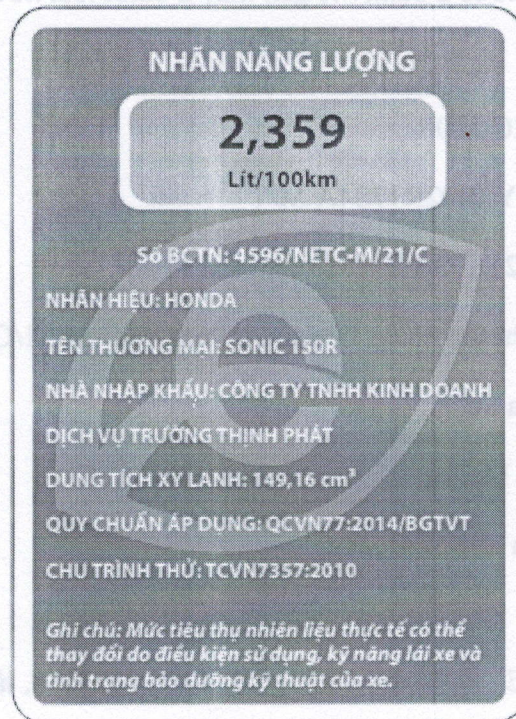 NHÃN NĂNG LƯỢNG
2,359
Lít/100km
Số BCTN: 4596/NETC-M/21/C
NHÃN HIỆU: HONDA
TÊN THƯƠNG MẠI: SONIC 150R
NHÀ NHẬP KHẨU: CÔNG TY TNHH KINH DOANH
DỊCH VỤ TRƯỜNG THỊNH PHÁT
DUNG TÍCH XY LANH: 149,16 cm³
QUY CHUẨN ÁP DỤNG: QCVN77:2014/BGTVT
CHU TRÌNH THỬ: TCVN7357:2010
Ghi chú: Mức tiêu thụ nhiên liệu thực tế có thể
thay đổi do điều kiện sử dụng, kỹ năng lái xe và
tình trạng bảo dưỡng kỹ thuật của xe.